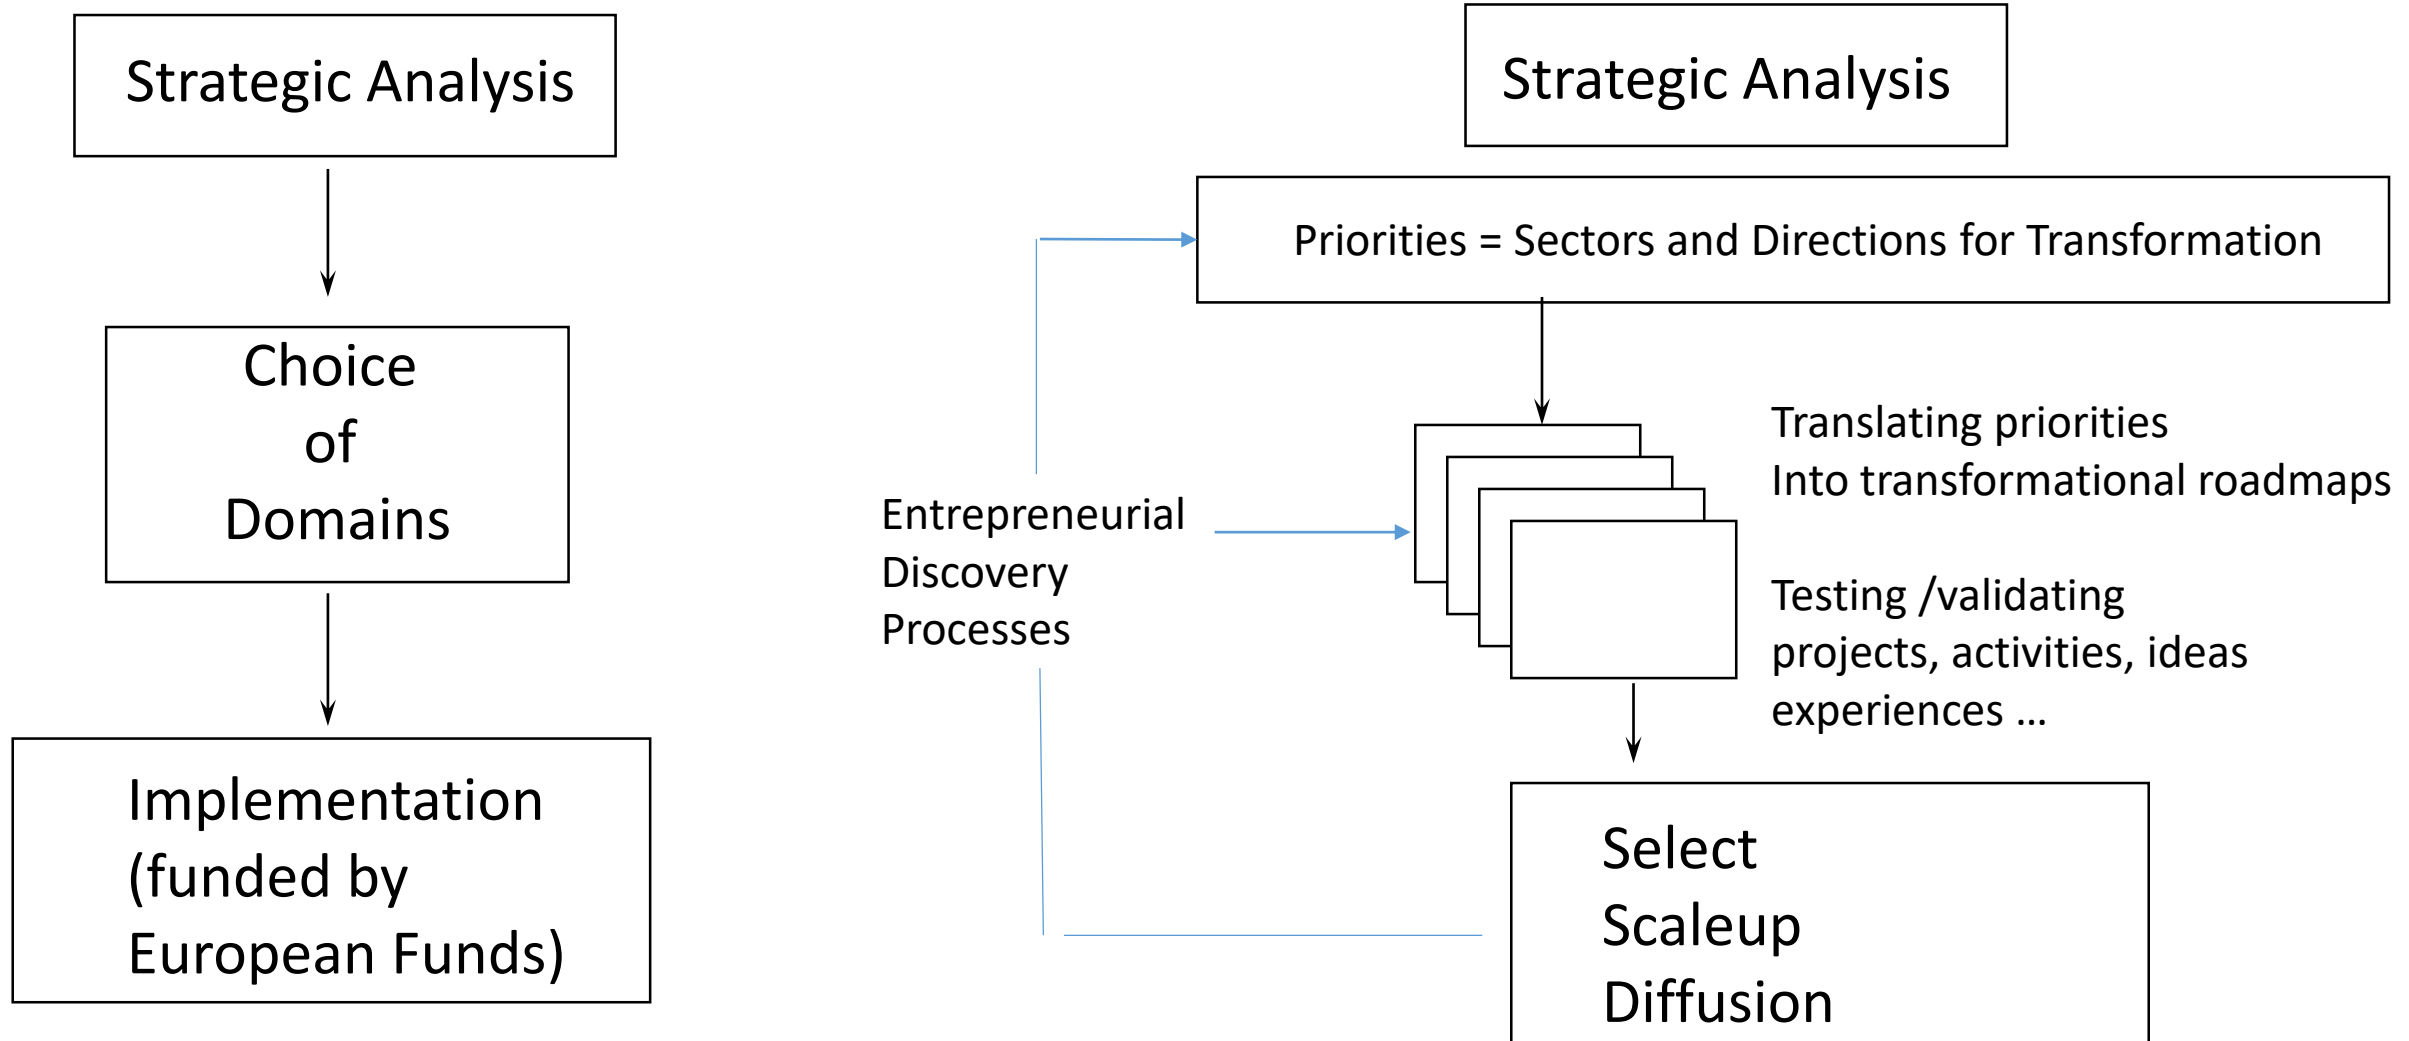 Strategic Analysis
Choice
of
Domains
Implementation
(funded by
European Funds)
Strategic Analysis
Priorities = Sectors and Directions for Transformation
Entrepreneurial
Discovery
Processes
Translating priorities
Into transformational roadmaps
Testing /validating
projects, activities, ideas
experiences ...
Select
Scaleup
Diffusion